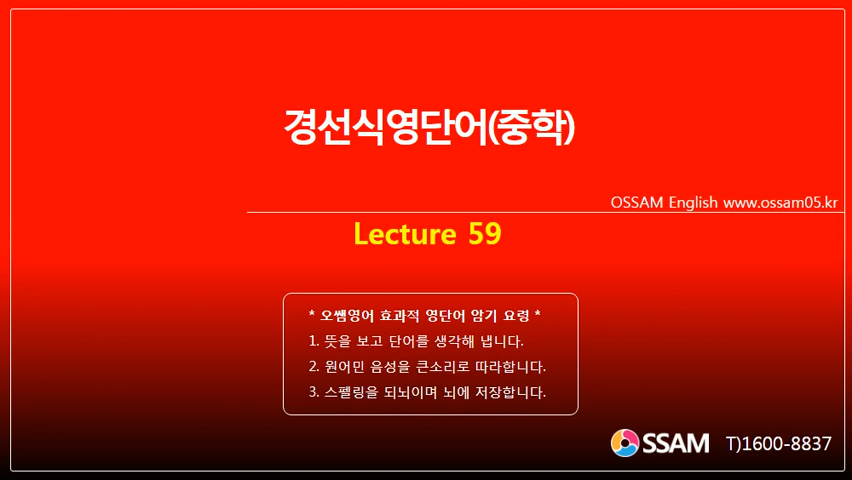 경선식영단어(중학)
OSSAM English www.ossam05.kr
Lecture 59
* 오쌤영어 효과적 영단어 암기 요령 *
1. 뜻을 보고 단어를 생각해 냅니다.
2. 원어민 음성을 큰소리로 따라합니다.
3. 스펠링을 되뇌이며 뇌에 저장합니다.
OSSAM T)1600-8837